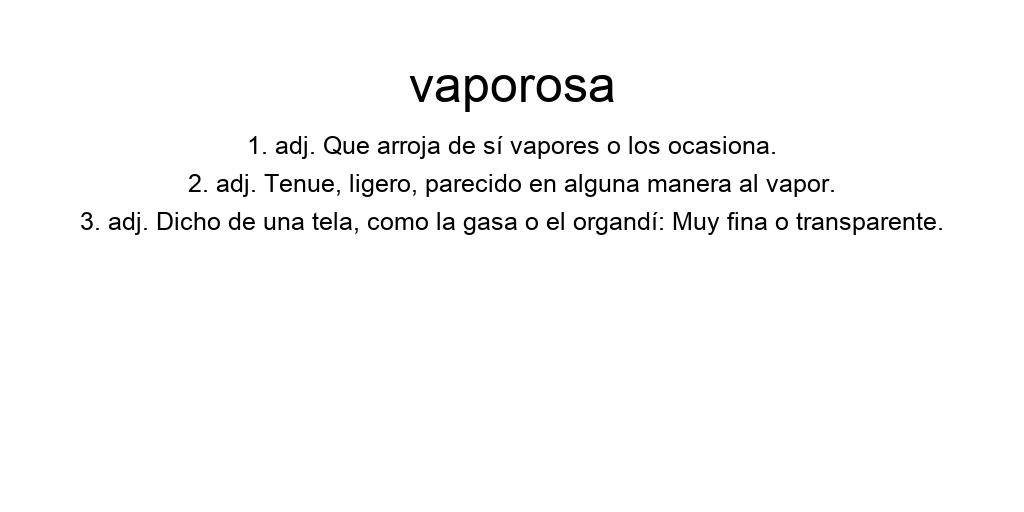 vaporosa
1. adj. Que arroja de sí vapores o los ocasiona.
2. adj. Tenue, ligero, parecido en alguna manera al vapor.
3. adj. Dicho de una tela, como la gasa o el organdí: Muy fina o transparente.